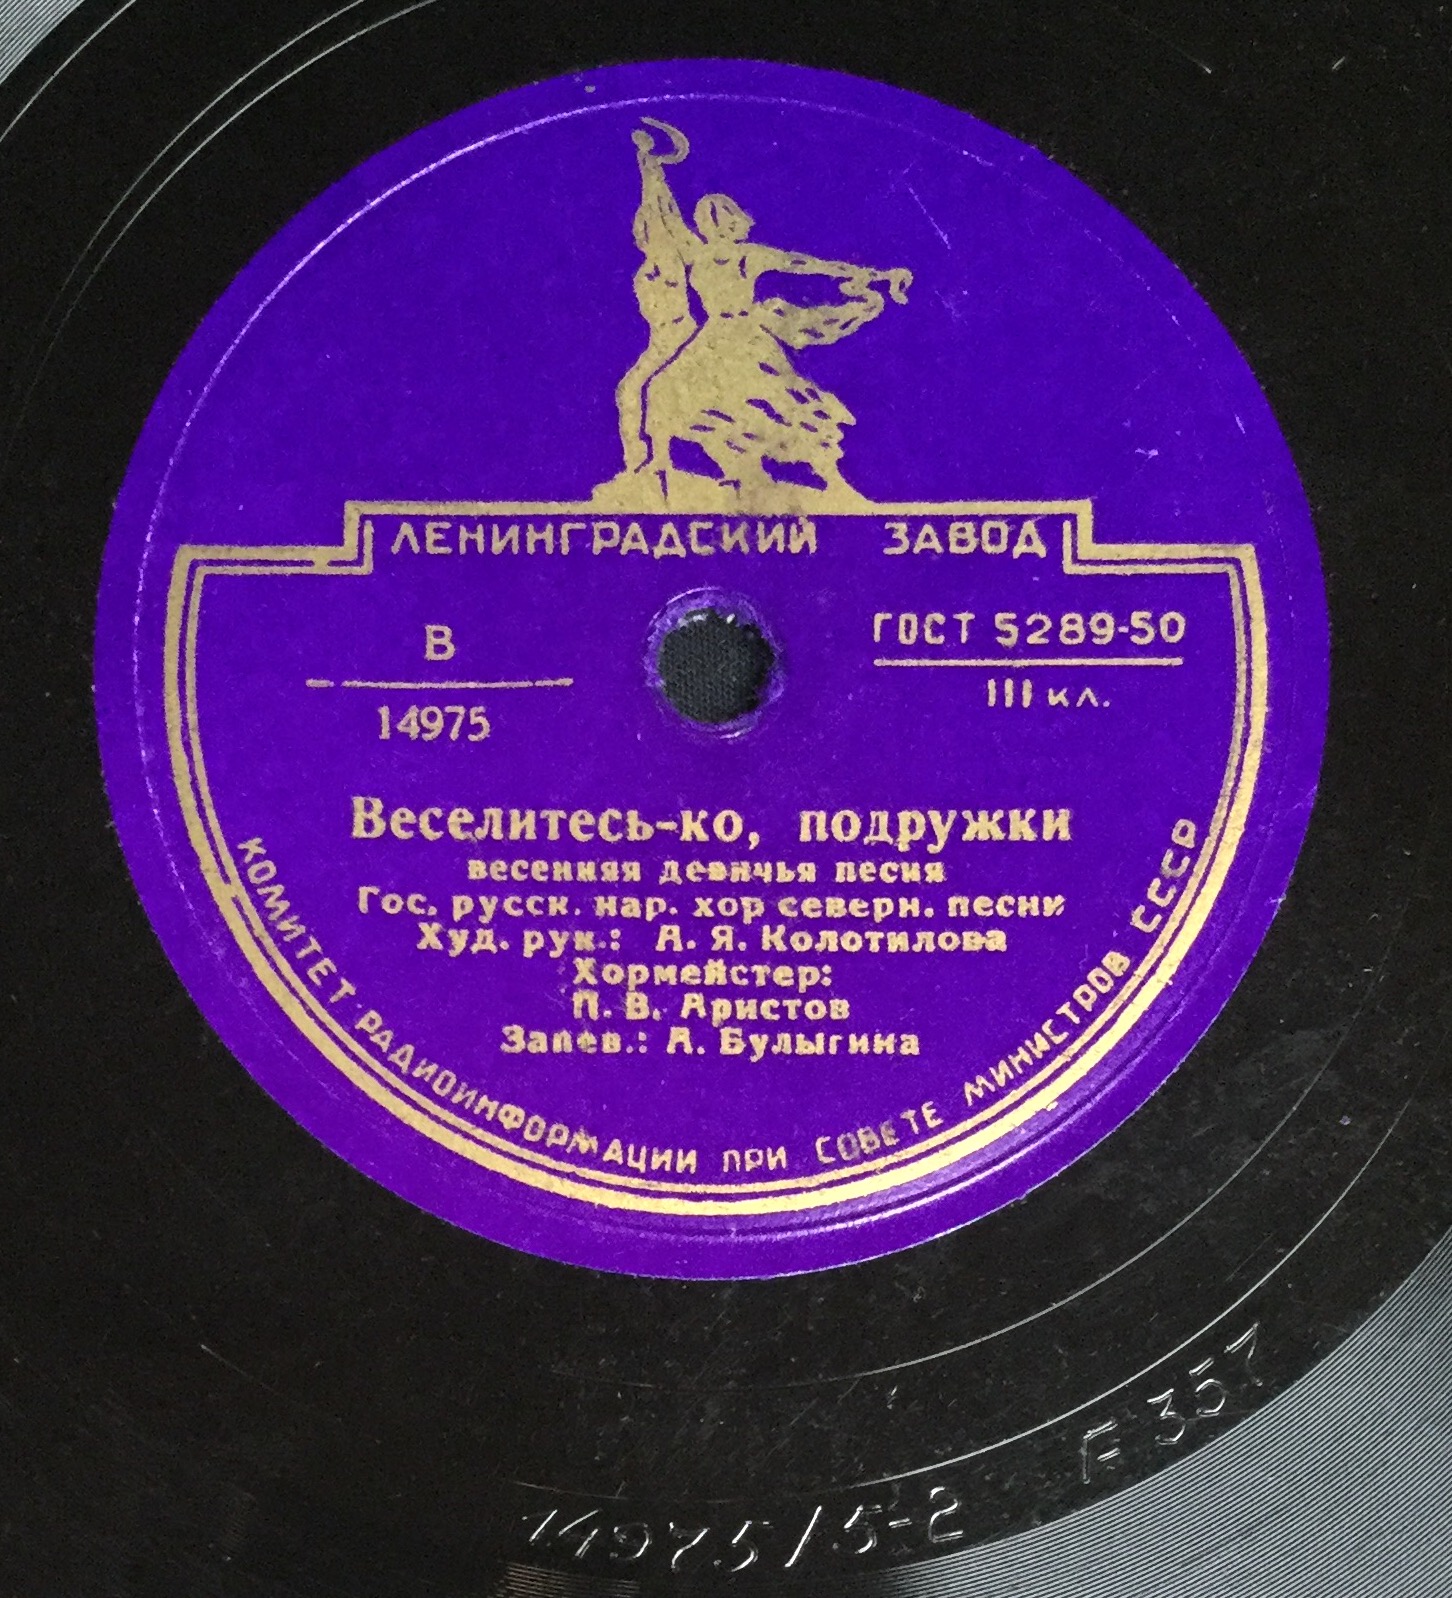 ЛЕНИНГРАДСКИЙ ЗАВОД
В
14975
ГОСТ 5289-50
III кл.
Веселитесь-ко, подружки
весенняя девичья песня
Гос. русск. нар. хор северн. песни
Худ. рук.: А. Я. Колотилова
Хормейстер:
П. В. Аристов
Запев.: А. Булыгина
КОМИТЕТ РАДИОИНФОРМАЦИИ ПРИ СОВЕТЕ МИНИСТРОВ СССР
14975/5-2 F 357